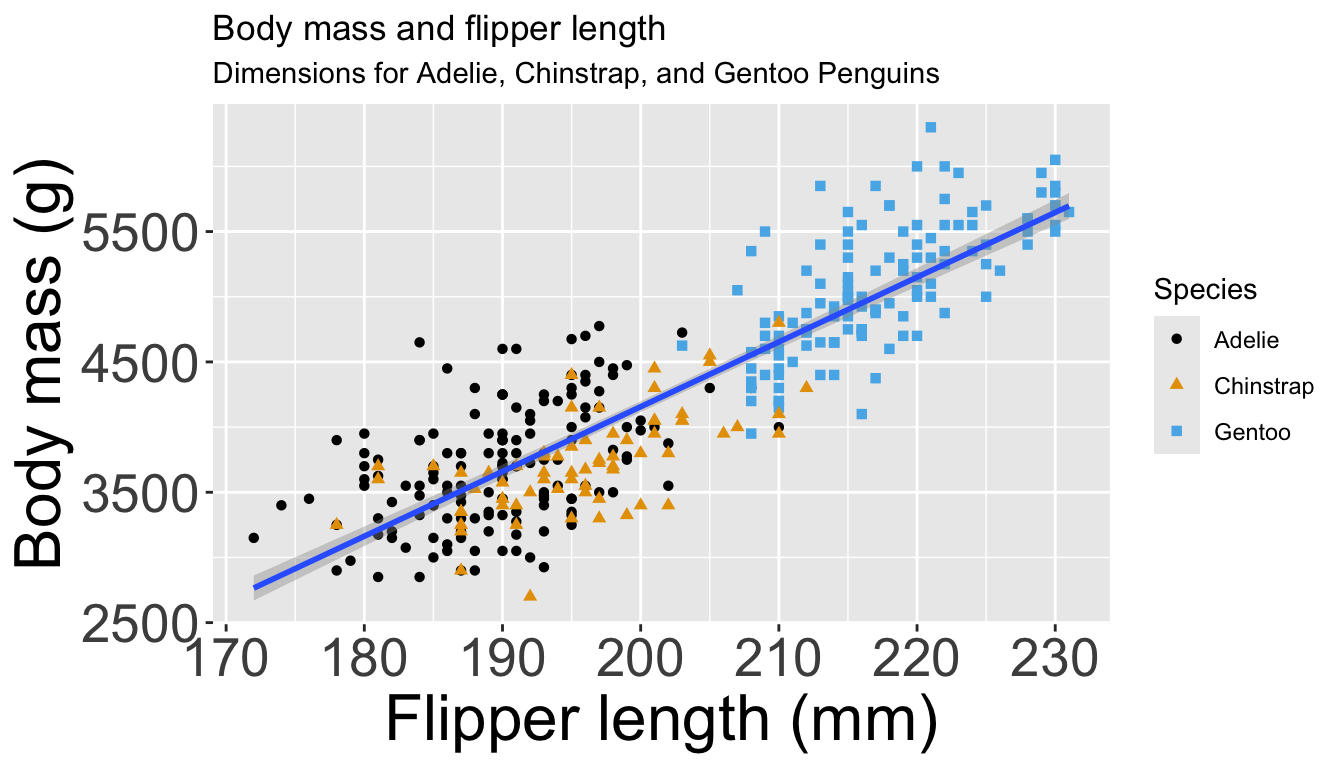 Body mass and flipper length
Dimensions for Adelie, Chinstrap, and Gentoo Penguins
Body mass (g)
5500
4500
3500
2500
170 180 190 200 210 220 230
Flipper length (mm)
Species
Adelie
Chinstrap
Gentoo